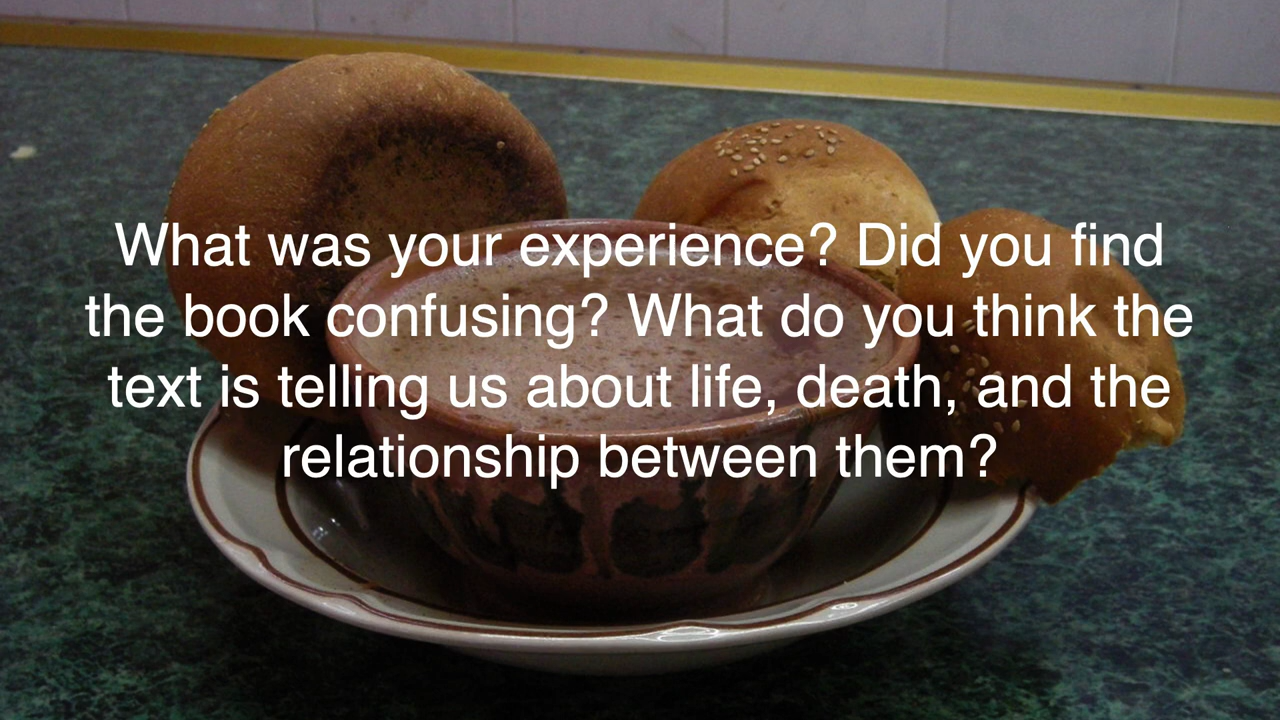 What was your experience? Did you find
the book confusing? What do you think the
text is telling us about life, death, and the
relationship between them?